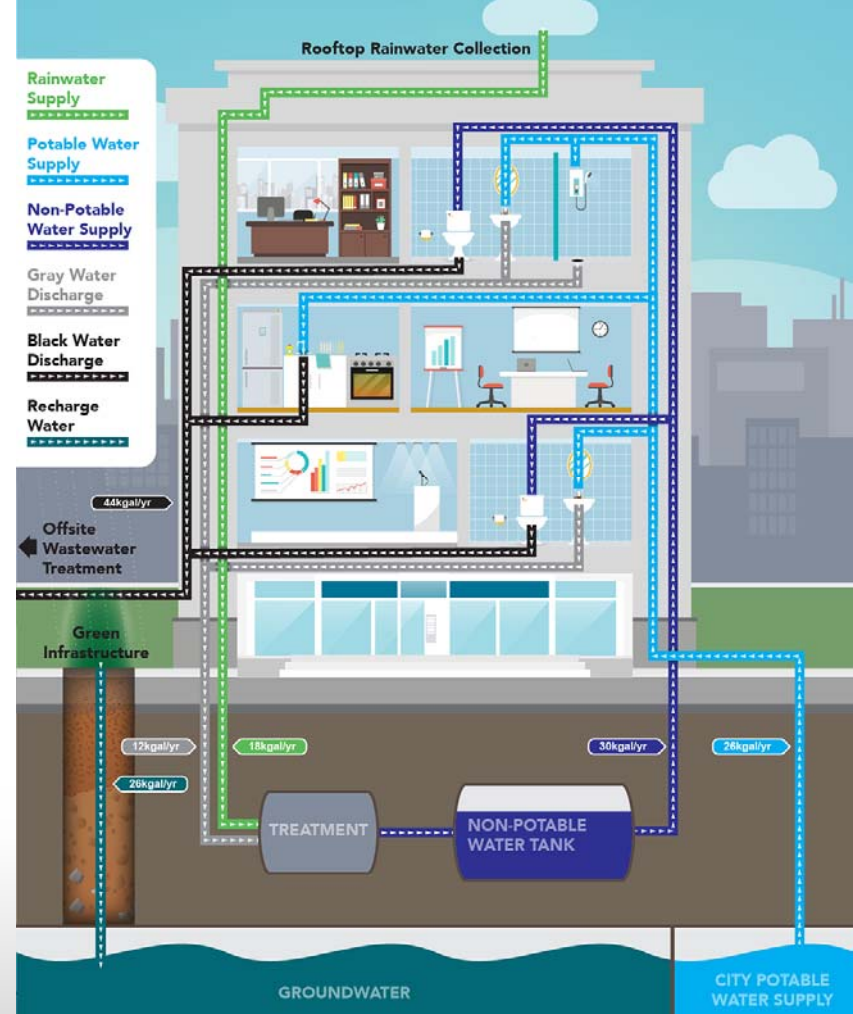 Rooftop Rainwater Collection
Rainwater
Supply
Potable Water
Supply
Non-Potable
Water Supply
Gray Water
Discharge
Black Water
Discharge
Recharge
Water
44kgal/yr
Offsite
Wastewater
Treatment
Green
Infrastructure
12kgal/yr
18kgal/yr
30kgal/yr
26kgal/yr
26kgal/yr
TREATMENT
NON-POTABLE
WATER TANK
GROUNDWATER
CITY POTABLE
WATER SUPPLY